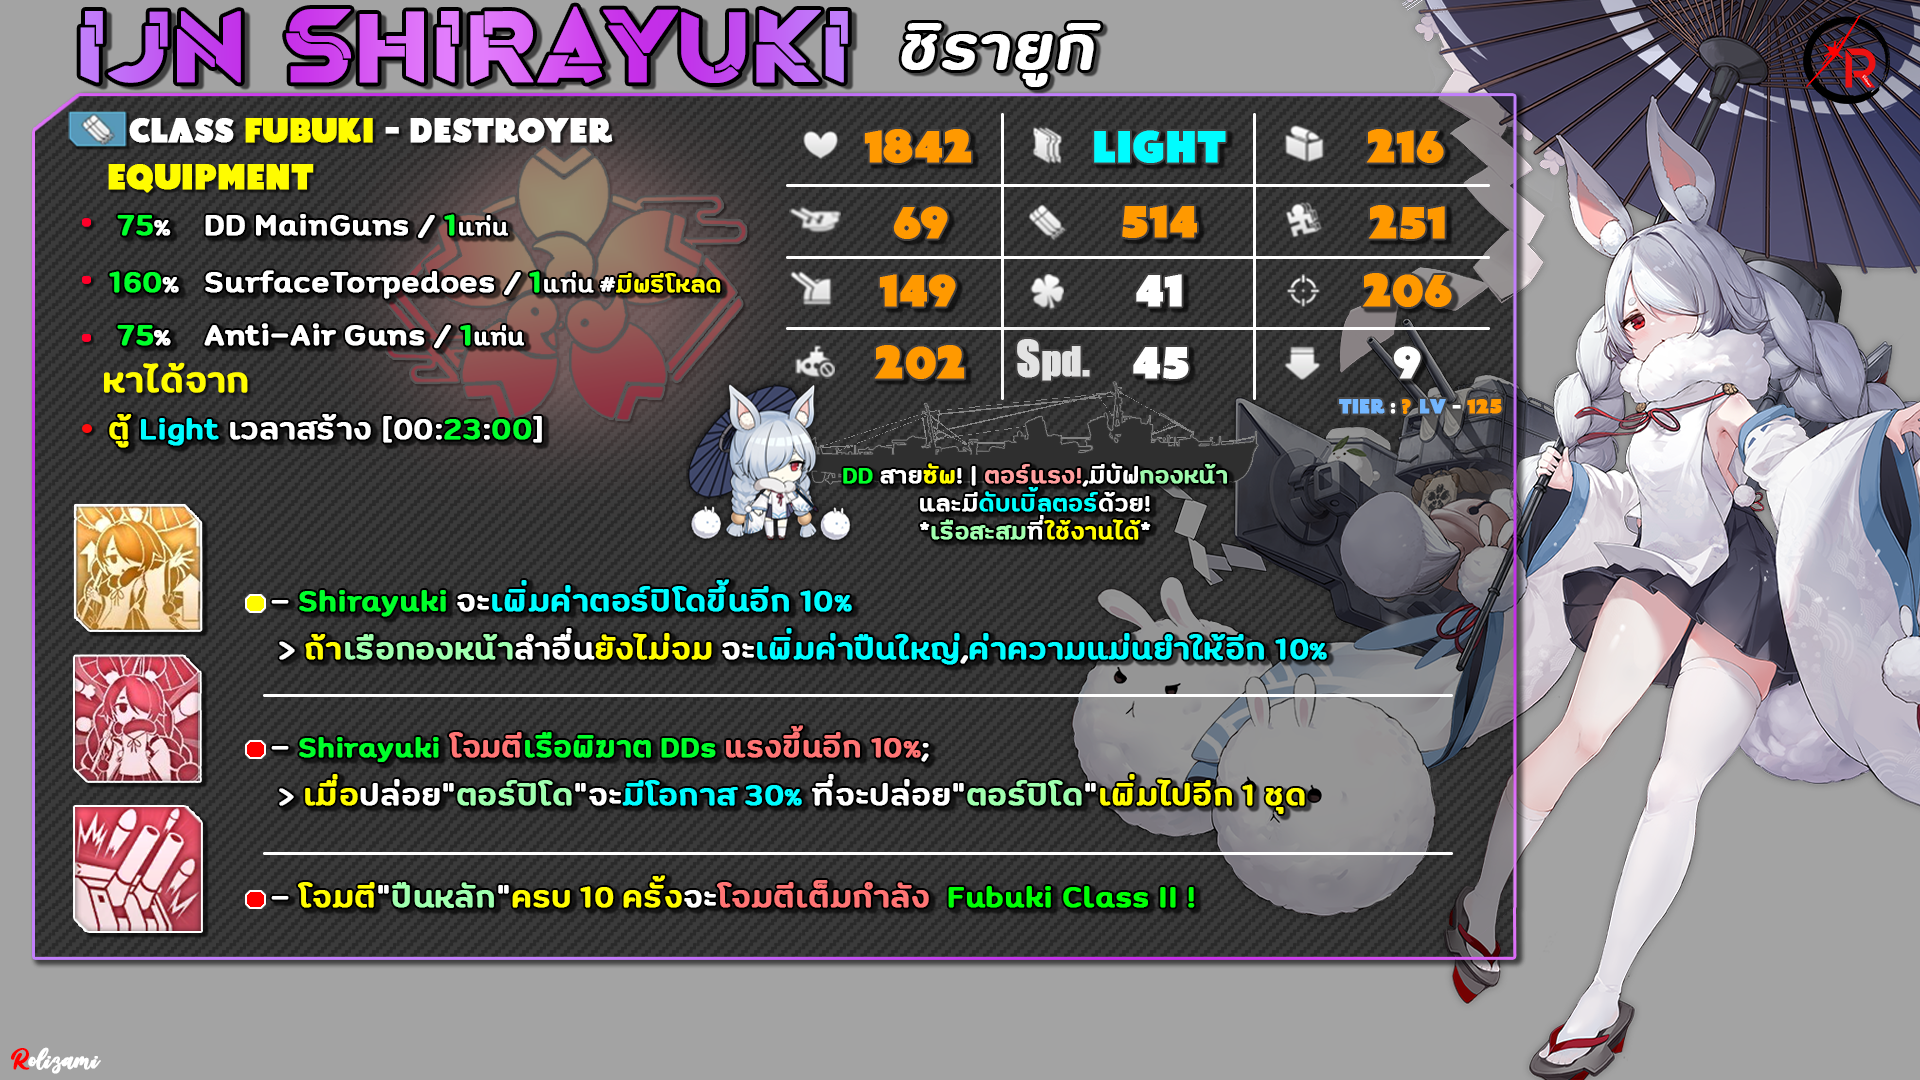 IJN SHIRAYUKI ชิรายูกิ
R
CLASS FUBUKI - DESTROYER
EQUIPMENT
75% DD MainGuns / 1แท่น
160% SurfaceTorpedoes / 1แท่น #มีพรีโหลด
75% Anti-Air Guns / 1แท่น
หาได้จาก
ตู้ Light เวลาสร้าง [00:23:00]
1842 LIGHT 216
69 514 251
149 41 206
202 Spd. 45 9
TIER : ? LV - 125
DD สายซัพ! | ตอร์แรง!,มีบัฟกองหน้า
และมีดับเบิ้ลตอร์ด้วย!
*เรือสะสมที่ใช้งานได้*
- Shirayuki จะเพิ่มค่าตอร์ปิโดขึ้นอีก 10%
> ถ้าเรือกองหน้าลำอื่นยังไม่จม จะเพิ่มค่าปืนใหญ่,ค่าความแม่นยำให้อีก 10%
- Shirayuki โจมตีเรือพิฆาต DDs แรงขึ้นอีก 10%;
> เมื่อปล่อย"ตอร์ปิโด"จะมีโอกาส 30% ที่จะปล่อย"ตอร์ปิโด"เพิ่มไปอีก 1 ชุด
- โจมตี"ปืนหลัก"ครบ 10 ครั้งจะโจมตีเต็มกำลัง Fubuki Class II !
Rolizami